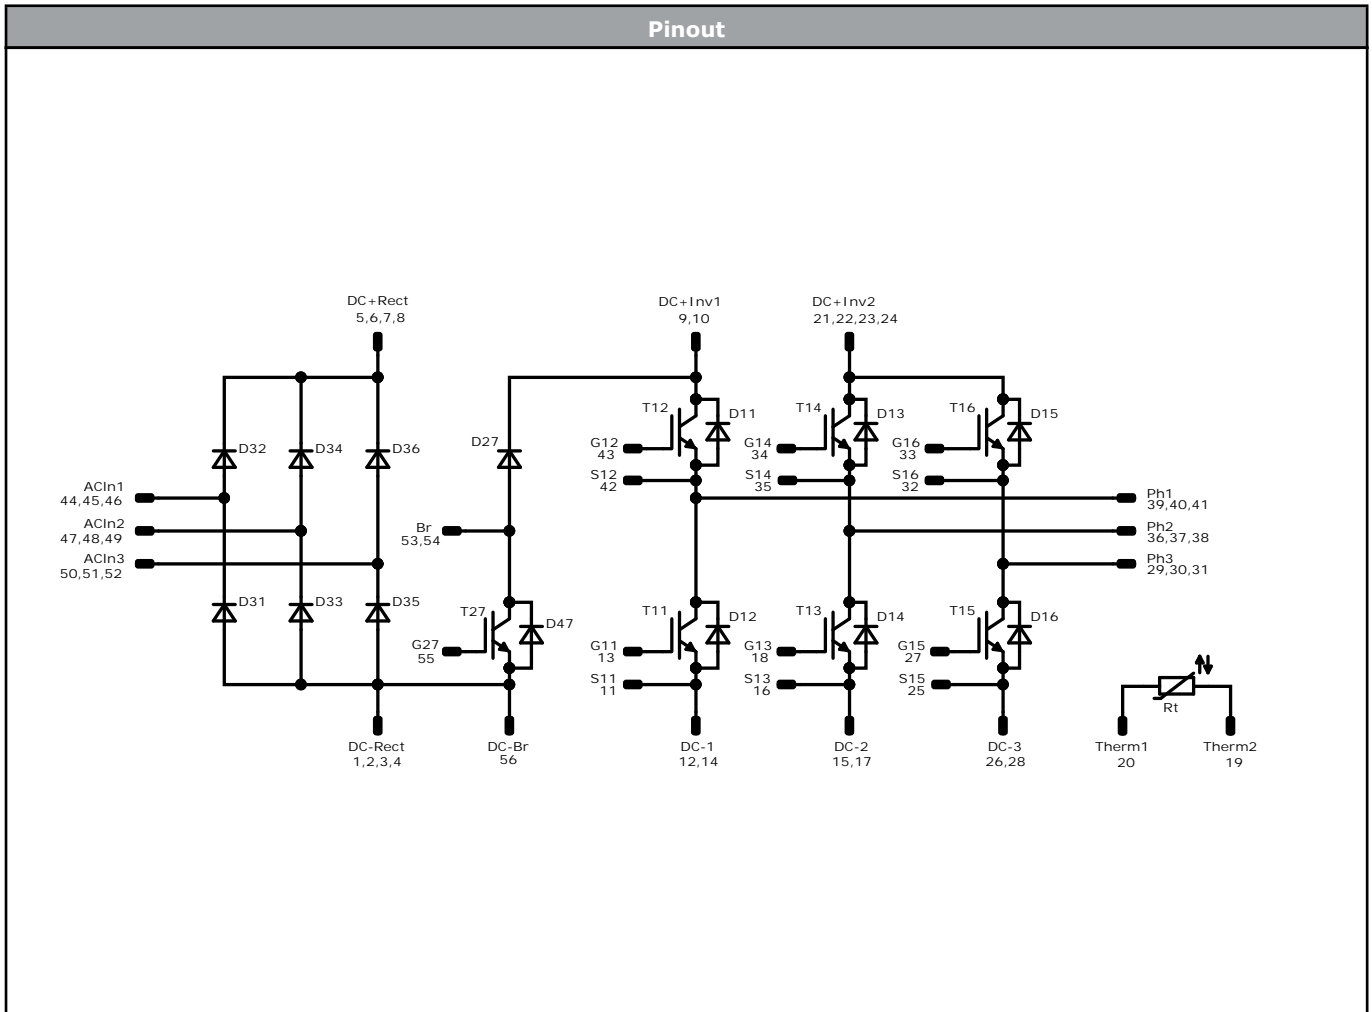 Pinout
DC+Rect
5,6,7,8
DC+Inv1
9,10
DC+Inv2
21,22,23,24
T12
D11
T14
D13
T16
D15
G12
43
G14
34
G16
33
D32
D34
D36
D27
S12
42
S14
35
S16
32
ACIn1
44,45,46
Ph1
39,40,41
ACIn2
47,48,49
Br
53,54
Ph2
36,37,38
ACIn3
50,51,52
Ph3
29,30,31
D31
D33
D35
T27
D47
T11
D12
T13
D14
T15
D16
G27
55
G11
13
G13
18
G15
27
S11
11
S13
16
S15
25
Rt
DC-Rect
1,2,3,4
DC-Br
56
DC-1
12,14
DC-2
15,17
DC-3
26,28
Therm1
20
Therm2
19